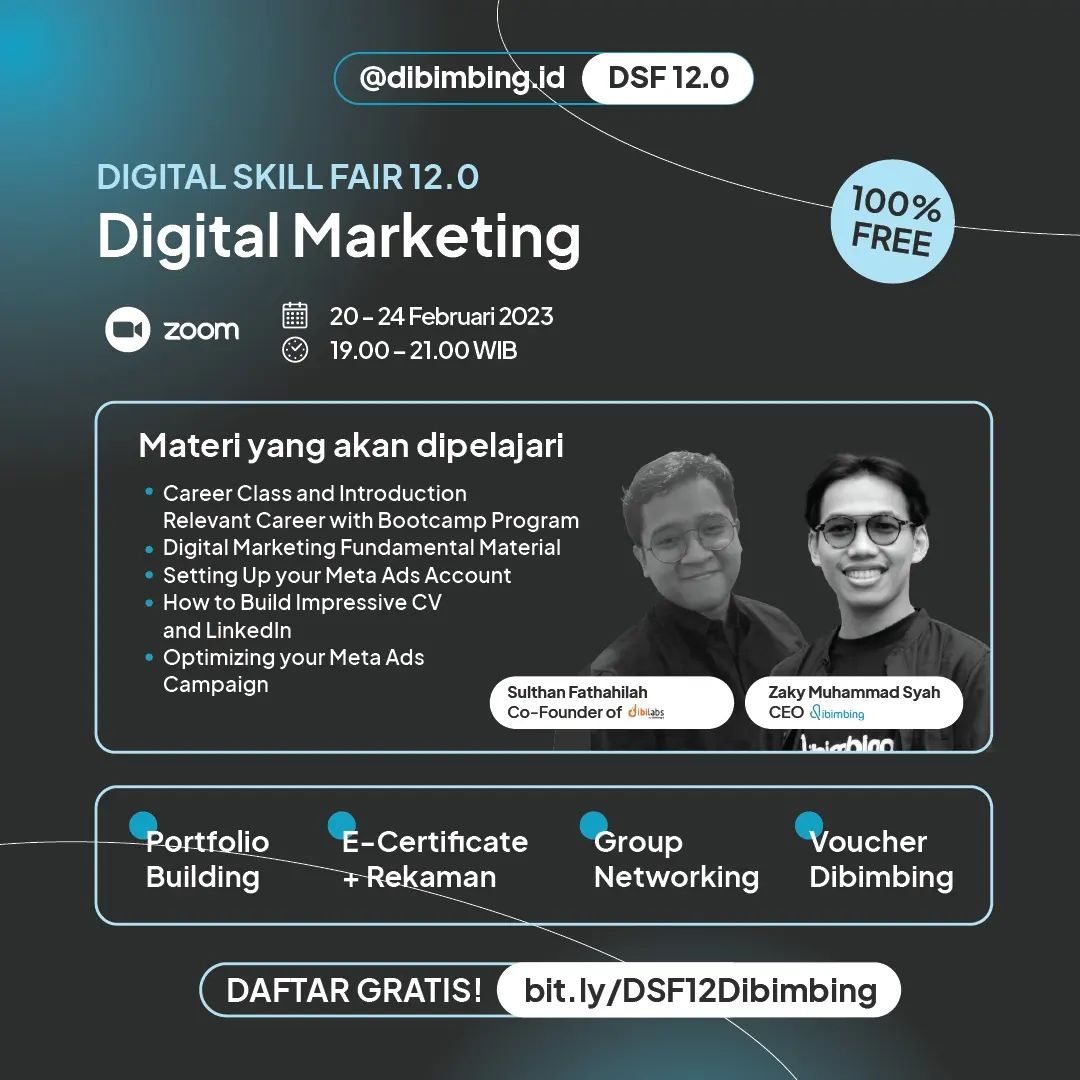 @dibimbing.id DSF 12.0
DIGITAL SKILL FAIR 12.0
Digital Marketing
100%
FREE
zoom
20 – 24 Februari 2023
19.00 – 21.00 WIB
Materi yang akan dipelajari
• Career Class and Introduction
Relevant Career with Bootcamp Program
• Digital Marketing Fundamental Material
• Setting Up your Meta Ads Account
• How to Build Impressive CV
and LinkedIn
• Optimizing your Meta Ads
Campaign
Sulthan Fathahilah
Co-Founder of dibilabs
Zaky Muhammad Syah
CEO dibimbing
dibimbing
Portfolio
Building
E-Certificate
+ Rekaman
Group
Networking
Voucher
Dibimbing
DAFTAR GRATIS! bit.ly/DSF12Dibimbing